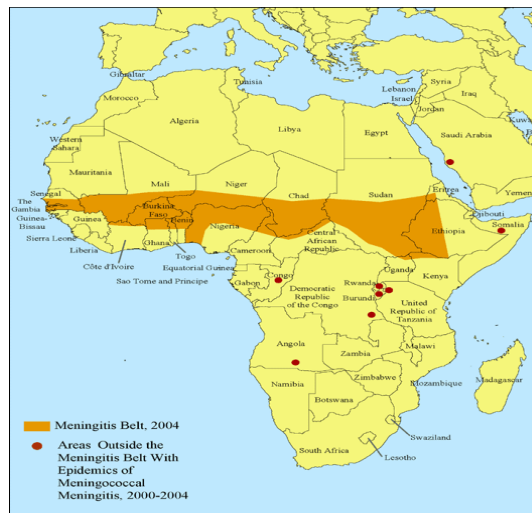 Gibraltar
Tunisia
Morocco
Algeria
Libya
Egypt
Western
Sahara
Lebanon
Israel
Syria
Jordan
Iraq
Kuwa
Saudi Arabia
Yemen
Mauritania
Mali
Niger
Chad
Sudan
Eritrea
Djibouti
Somalia
Ethiopia
Senegal
The
Gambia
Guinea-
Bissau
Guinea
Sierra Leone
Liberia
Côte d'Ivoire
Burkina
Faso
Ghana
Togo
Benin
Nigeria
Cameroon
Central
African
Republic
Equatorial Guinea
Sao Tome and Principe
Gabon
Congo
Democratic
Republic
of the Congo
Uganda
Kenya
Rwanda
Burundi
United
Republic of
Tanzania
Angola
Zambia
Malawi
Mozambique
Zimbabwe
Namibia
Botswana
Madagascar
Swaziland
Lesotho
South Africa
Meningitis Belt, 2004
Areas Outside the
Meningitis Belt With
Epidemics of
Meningococcal
Meningitis, 2000-2004